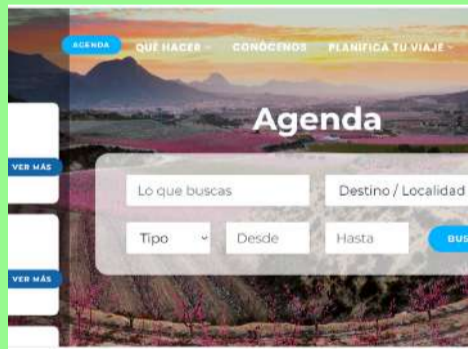 AGENDA QUÉ HACER CONÓCENOS PLANIFICA TU VIAJE
Agenda
VER MÁS
Lo que buscas Destino / Localidad
Tipo Desde Hasta BUS
VER MÁS